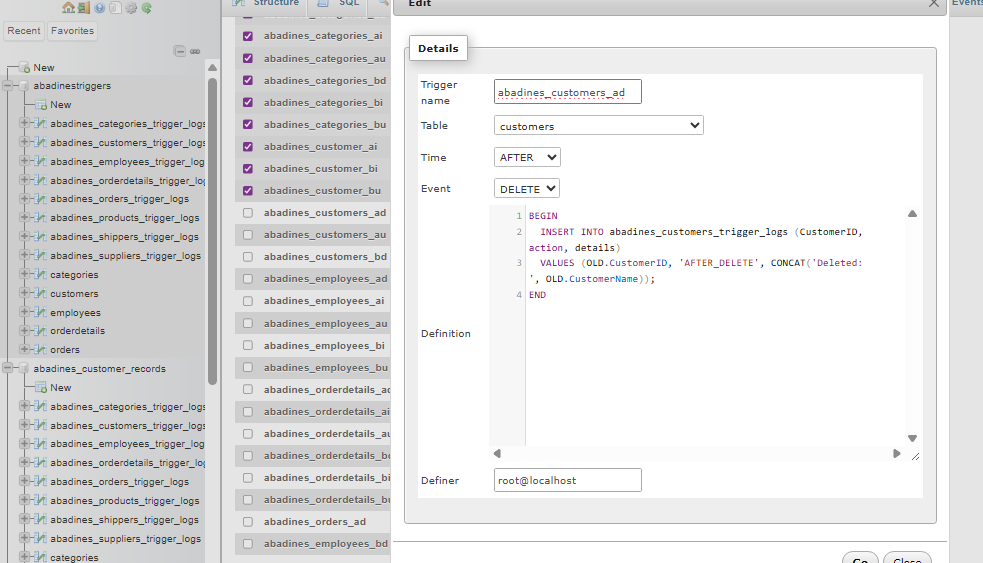 Recent
Favorites
New
abadinestriggers
New
abadines_categories_trigger_logs
abadines_customers_trigger_logs
abadines_employees_trigger_log
abadines_orderdetails_trigger_lo
abadines_orders_trigger_logs
abadines_products_trigger_logs
abadines_shippers_trigger_logs
abadines_suppliers_trigger_logs
categories
customers
employees
orderdetails
orders
abadines_customer_records
New
abadines_categories_trigger_logs
abadines_customers_trigger_logs
abadines_employees_trigger_log
abadines_orderdetails_trigger_lo
abadines_orders_trigger_logs
abadines_products_trigger_logs
abadines_shippers_trigger_logs
abadines_suppliers_trigger_logs
categories
Structure
SQL
abadines_categories_ai
abadines_categories_au
abadines_categories_bd
abadines_categories_bi
abadines_categories_bu
abadines_customer_ai
abadines_customer_bi
abadines_customer_bu
abadines_customers_ad
abadines_customers_au
abadines_customers_bd
abadines_employees_ad
abadines_employees_ai
abadines_employees_au
abadines_employees_bi
abadines_employees_bu
abadines_orderdetails_ad
abadines_orderdetails_ai
abadines_orderdetails_au
abadines_orderdetails_bd
abadines_orderdetails_bi
abadines_orderdetails_bu
abadines_orders_ad
abadines_employees_bd
Edit
Events
Details
Trigger
name
abadines_customers_ad
Table
customers
Time
AFTER
Event
DELETE
Definition
1 BEGIN
2 INSERT INTO abadines_customers_trigger_logs (CustomerID,
action, details)
3 VALUES (OLD.CustomerID, 'AFTER_DELETE', CONCAT('Deleted:
', OLD.CustomerName));
4 END
Definer
root@localhost
Go
Close